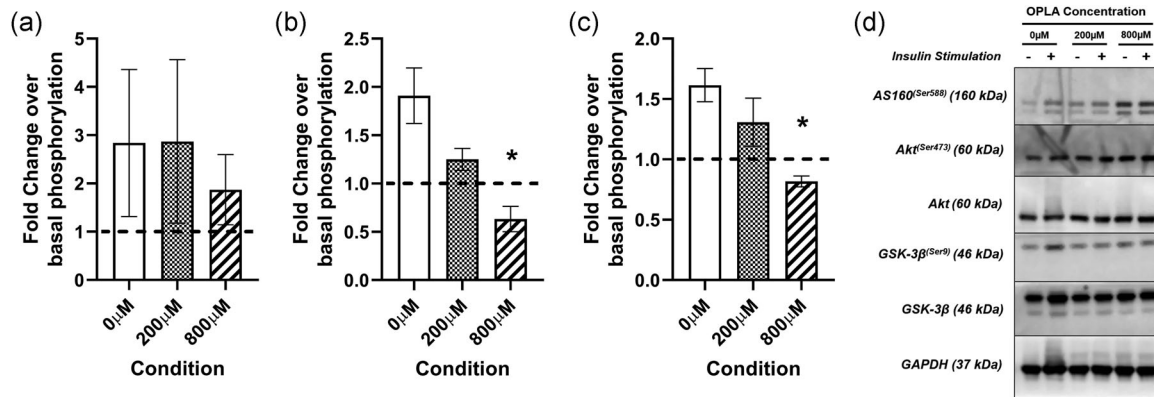 (a)
Fold Change over
basal phosphorylation
5
4
3
2
1
0
0μM
200μM
800μM
Condition
(b)
Fold Change over
basal phosphorylation
2.5
2.0
1.5
1.0
0.5
0.0
*
0μM
200μM
800μM
Condition
(c)
Fold Change over
basal phosphorylation
2.0
1.5
1.0
0.5
0.0
*
0μM
200μM
800μM
Condition
(d)
OPLA Concentration
0μM 200μM 800μM
Insulin Stimulation - + - + - +
AS160(Ser588) (160 kDa)
Akt(Ser473) (60 kDa)
Akt (60 kDa)
GSK-3β(Ser9) (46 kDa)
GSK-3β (46 kDa)
GAPDH (37 kDa)